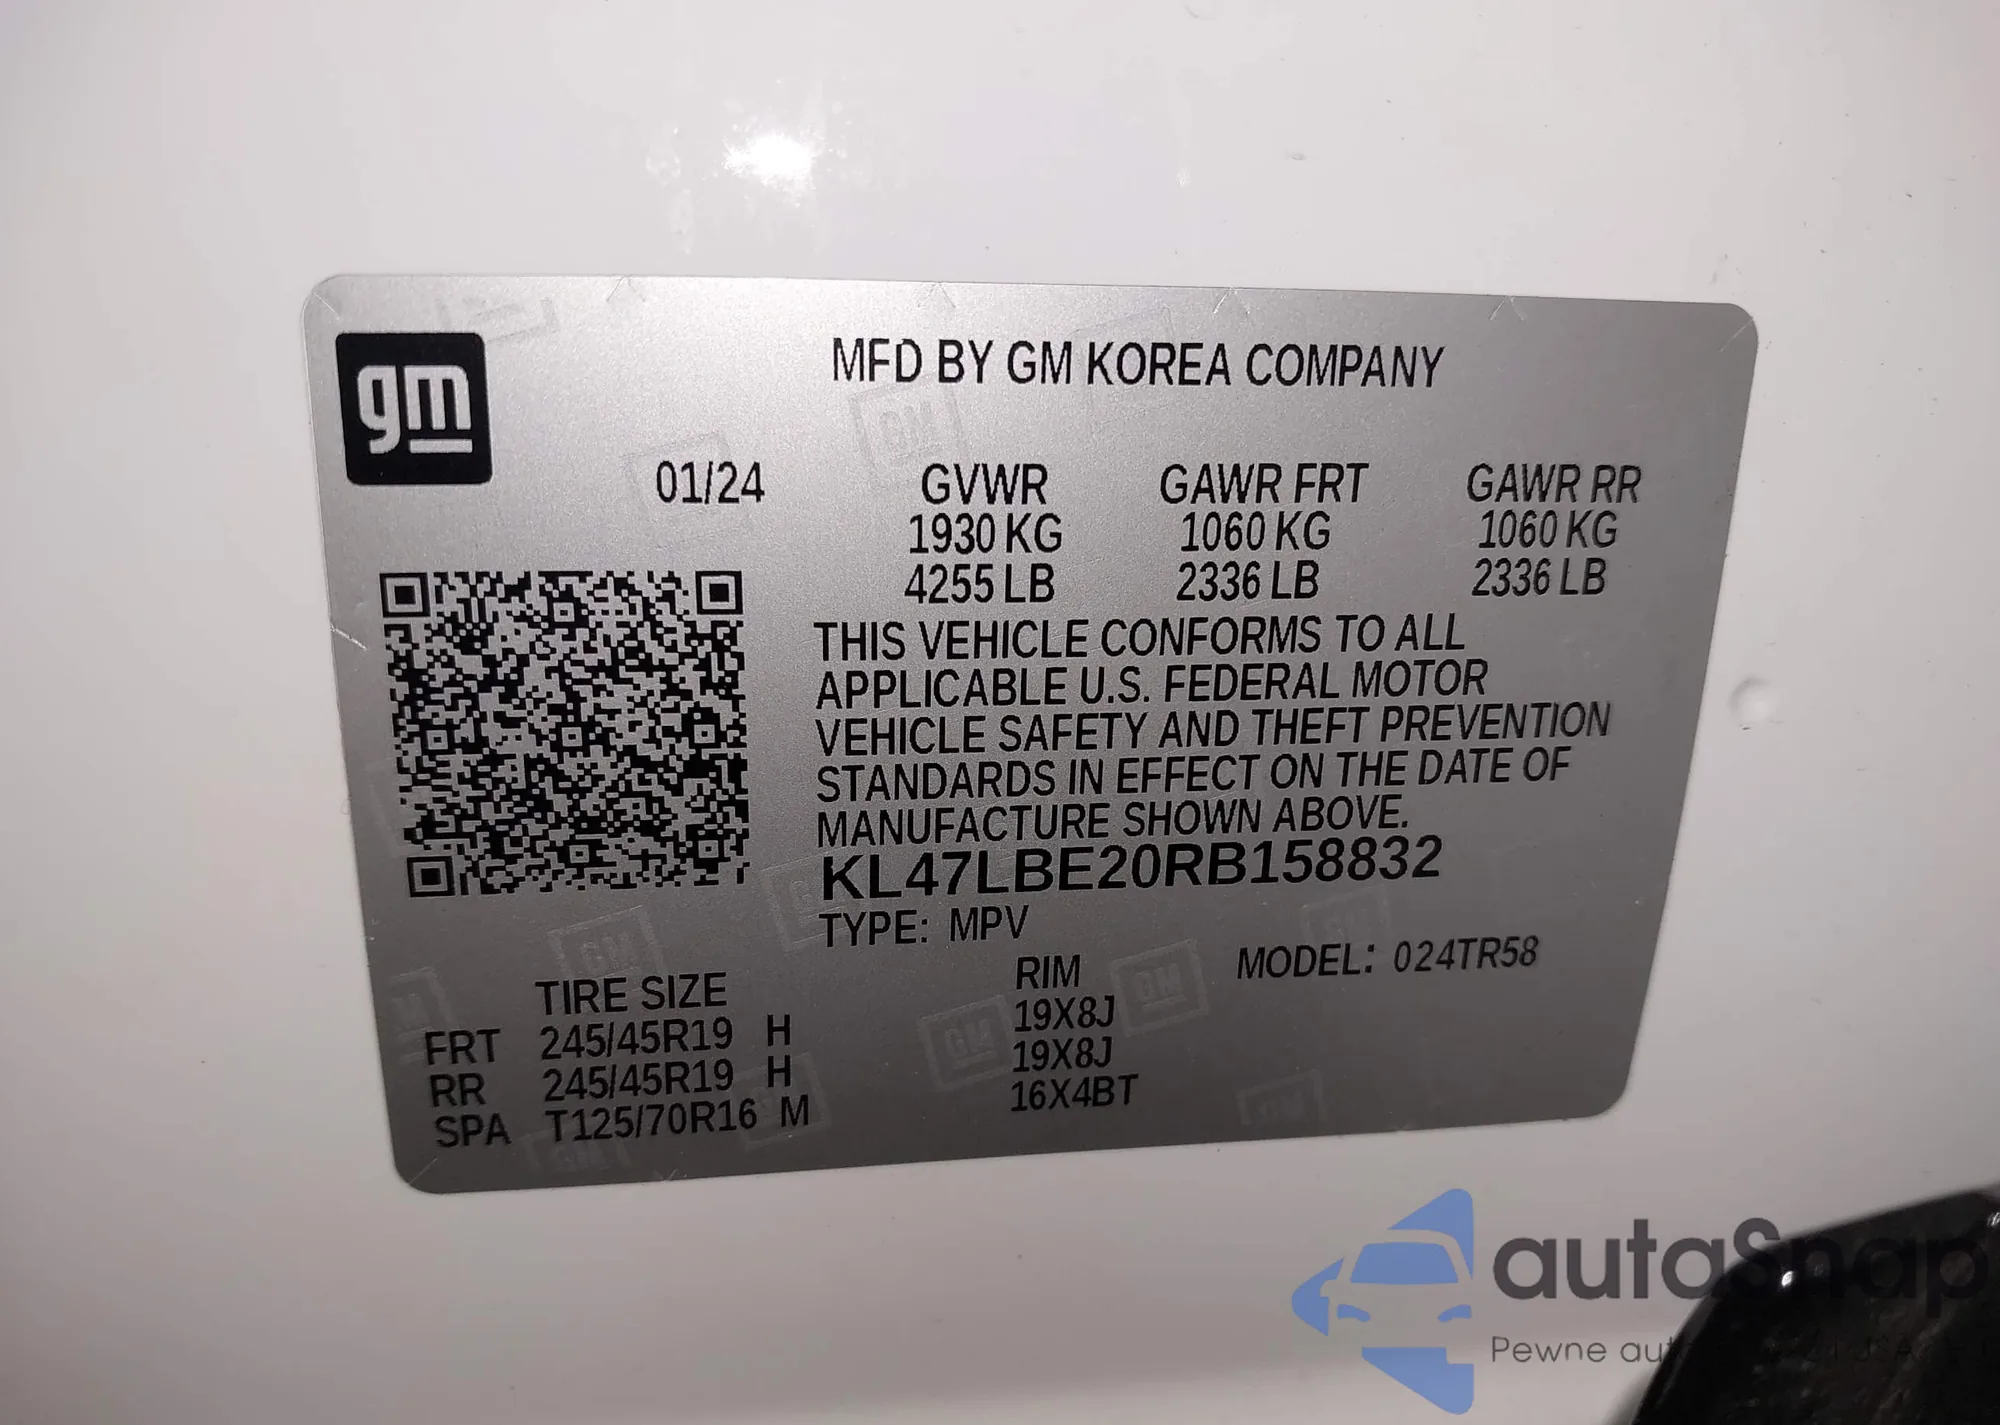 gm
MFD BY GM KOREA COMPANY
01/24
GVWR GAWR FRT GAWR RR
1930 KG 1060 KG 1060 KG
4255 LB 2336 LB 2336 LB
THIS VEHICLE CONFORMS TO ALL
APPLICABLE U.S. FEDERAL MOTOR
VEHICLE SAFETY AND THEFT PREVENTION
STANDARDS IN EFFECT ON THE DATE OF
MANUFACTURE SHOWN ABOVE.
KL47LBE20RB158832
TYPE: MPV
MODEL: 024TR58
TIRE SIZE RIM
FRT 245/45R19 H 19X8J
RR 245/45R19 H 19X8J
SPA T125/70R16 M 16X4BT
autaSnap
Pewne